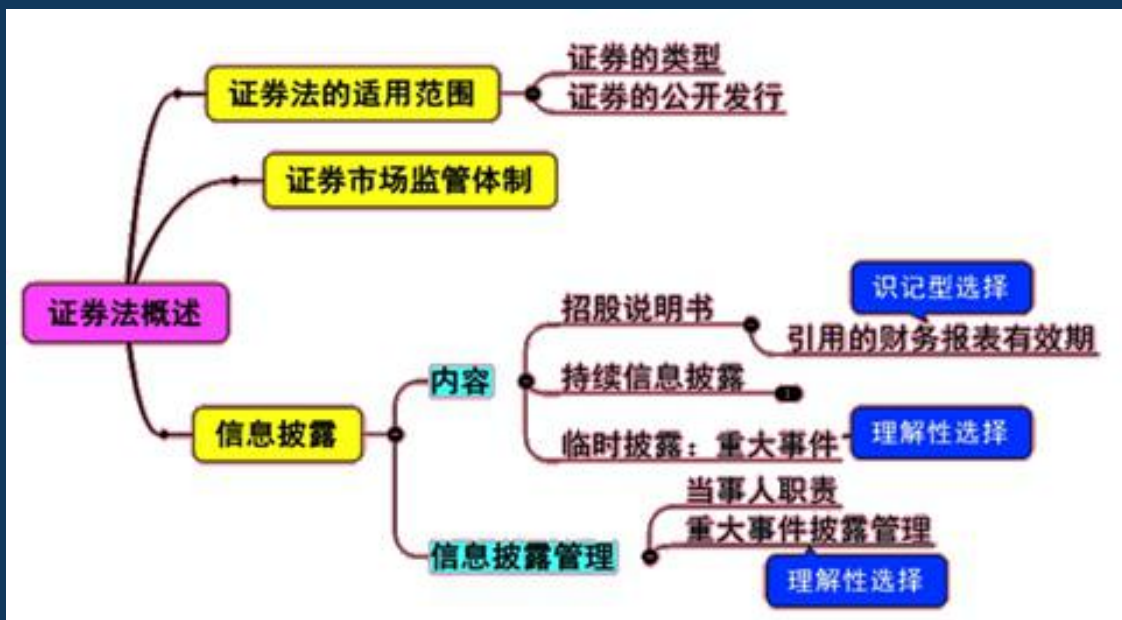 证券的类型
证券法的适用范围
证券的公开发行
证券市场监管体制
识记型选择
证券法概述
招股说明书
引用的财务报表有效期
内容
持续信息披露
信息披露
临时披露：重大事件
理解性选择
当事人职责
重大事件披露管理
信息披露管理
理解性选择